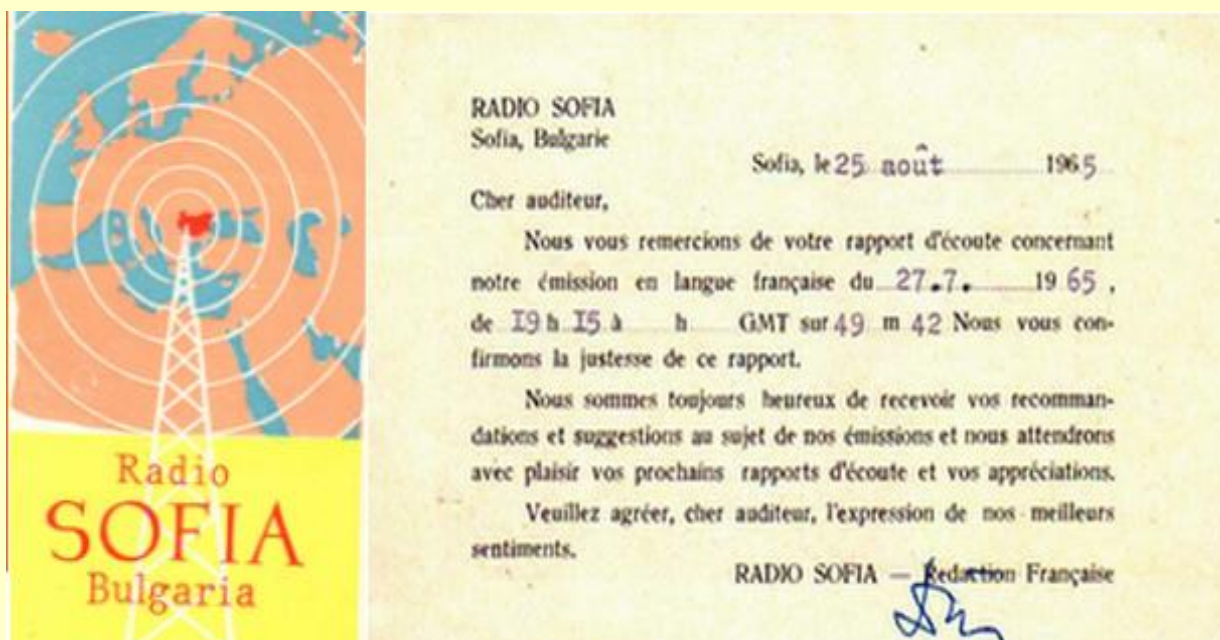 Radio
SOFIA
Bulgaria
RADIO SOFIA
Sofia, Bulgarie
Sofia, le 25 août 1965
Cher auditeur,
Nous vous remercions de votre rapport d'écoute concernant
notre émission en langue française du 27.7. 19 65 ,
de I9 h I5 à h GMT sur 49 m 42 Nous vous con-
firmons la justesse de ce rapport.
Nous sommes toujours heureux de recevoir vos recomman-
dations et suggestions au sujet de nos émissions et nous attendrons
avec plaisir vos prochains rapports d'écoute et vos appréciations.
Veuillez agréer, cher auditeur, l'expression de nos meilleurs
sentiments.
RADIO SOFIA — Redaction Française